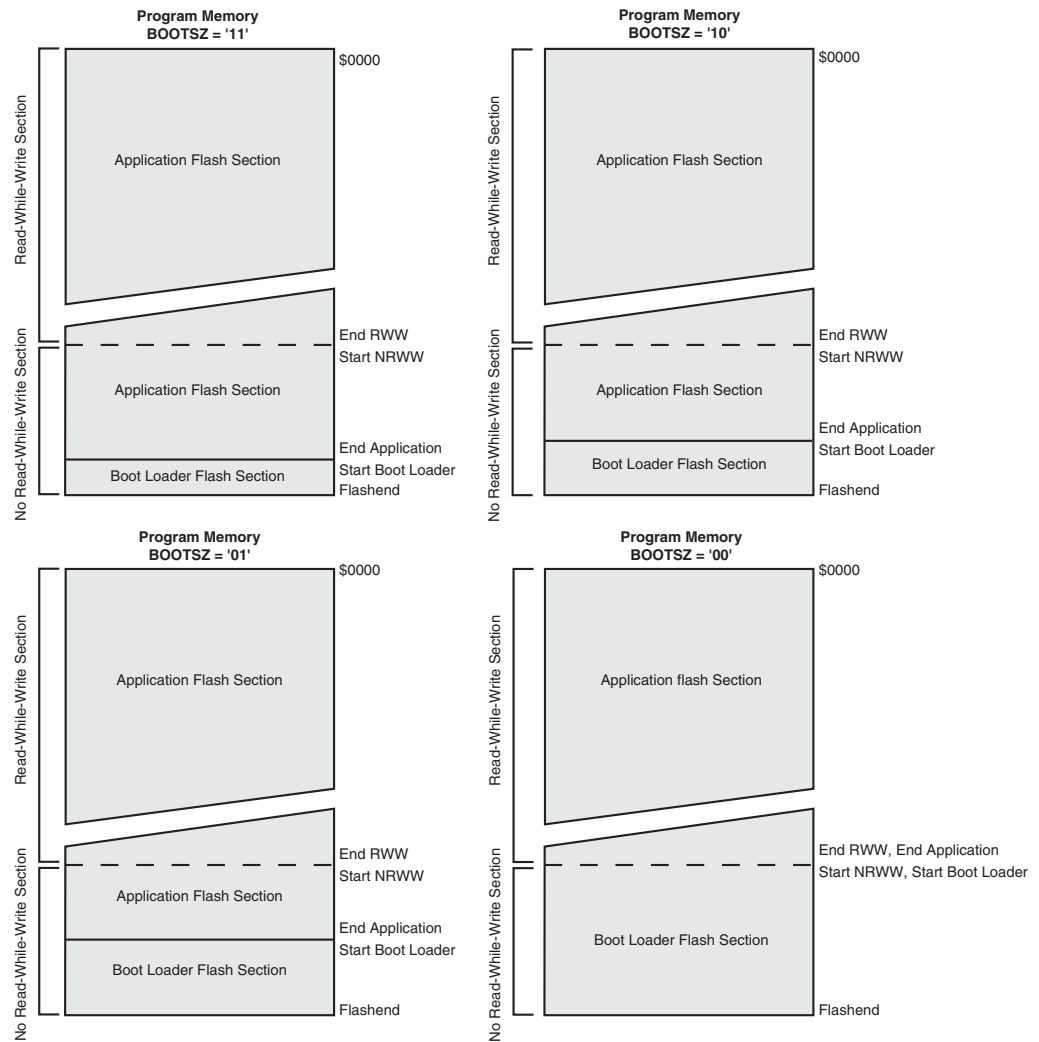 Program Memory
BOOTSZ = '11'
$0000
Read-While-Write Section
Application Flash Section
End RWW
Start NRWW
No Read-While-Write Section
Application Flash Section
End Application
Start Boot Loader
Boot Loader Flash Section
Flashend
Program Memory
BOOTSZ = '10'
$0000
Read-While-Write Section
Application Flash Section
End RWW
Start NRWW
No Read-While-Write Section
Application Flash Section
End Application
Start Boot Loader
Boot Loader Flash Section
Flashend
Program Memory
BOOTSZ = '01'
$0000
Read-While-Write Section
Application Flash Section
End RWW
Start NRWW
No Read-While-Write Section
Application Flash Section
End Application
Start Boot Loader
Boot Loader Flash Section
Flashend
Program Memory
BOOTSZ = '00'
$0000
Read-While-Write Section
Application flash Section
End RWW, End Application
Start NRWW, Start Boot Loader
No Read-While-Write Section
Boot Loader Flash Section
Flashend